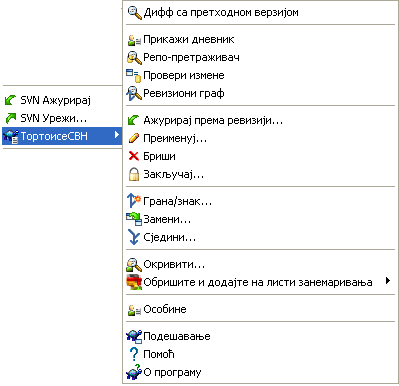 SVN Ажурирај
SVN Урежи...
ТортоисеСВН
Дифф са претходном верзијом
Прикажи дневник
Репо-претраживач
Провери измене
Ревизиони граф
Ажурирај према ревизији...
Преименуј...
Бриши
Закључај...
Грана/знак...
Замени...
Сједини...
Окривити...
Обришите и додајте на листи занемаривања
Особине
Подешавање
Помоћ
О програму